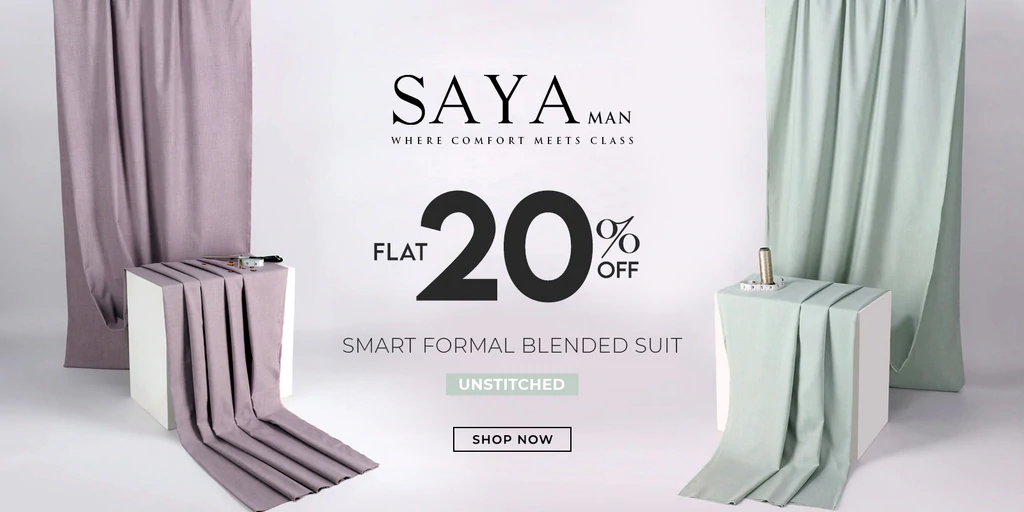 SAYA MAN
WHERE COMFORT MEETS CLASS
FLAT 20% OFF
SMART FORMAL BLENDED SUIT
UNSTITCHED
SHOP NOW